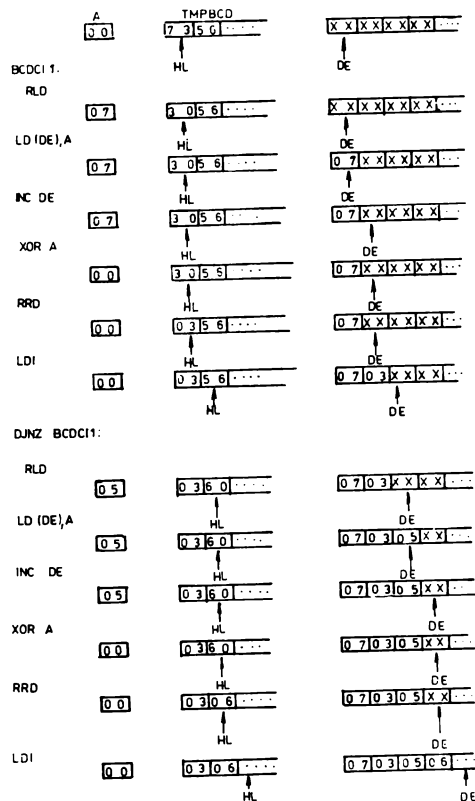 A TMPBCD
0 0 7 3 5 6 .... X X X X X X ....
HL DE
BCDCI 1:
RLD
0 7 3 0 5 6 .... X X X X X X ....
HL DE
LD (DE),A
0 7 3 0 5 6 .... 0 7 X X X X ....
HL DE
INC DE
0 7 3 0 5 6 .... 0 7 X X X X ....
HL DE
XOR A
0 0 3 0 5 6 .... 0 7 X X X X ....
HL DE
RRD
0 0 0 3 5 6 .... 0 7 X X X X ....
HL DE
LDI
0 0 0 3 5 6 .... 0 7 0 3 X X X X ....
HL DE
DJNZ BCDCI1:
RLD
0 5 0 3 6 0 .... 0 7 0 3 X X X X ....
HL DE
LD (DE),A
0 5 0 3 6 0 .... 0 7 0 3 0 5 X X ....
HL DE
INC DE
0 5 0 3 6 0 .... 0 7 0 3 0 5 X X ....
HL DE
XOR A
0 0 0 3 6 0 .... 0 7 0 3 0 5 X X ....
HL DE
RRD
0 0 0 3 0 6 .... 0 7 0 3 0 5 X X ....
HL DE
LDI
0 0 0 3 0 6 .... 0 7 0 3 0 5 0 6 ....
HL DE